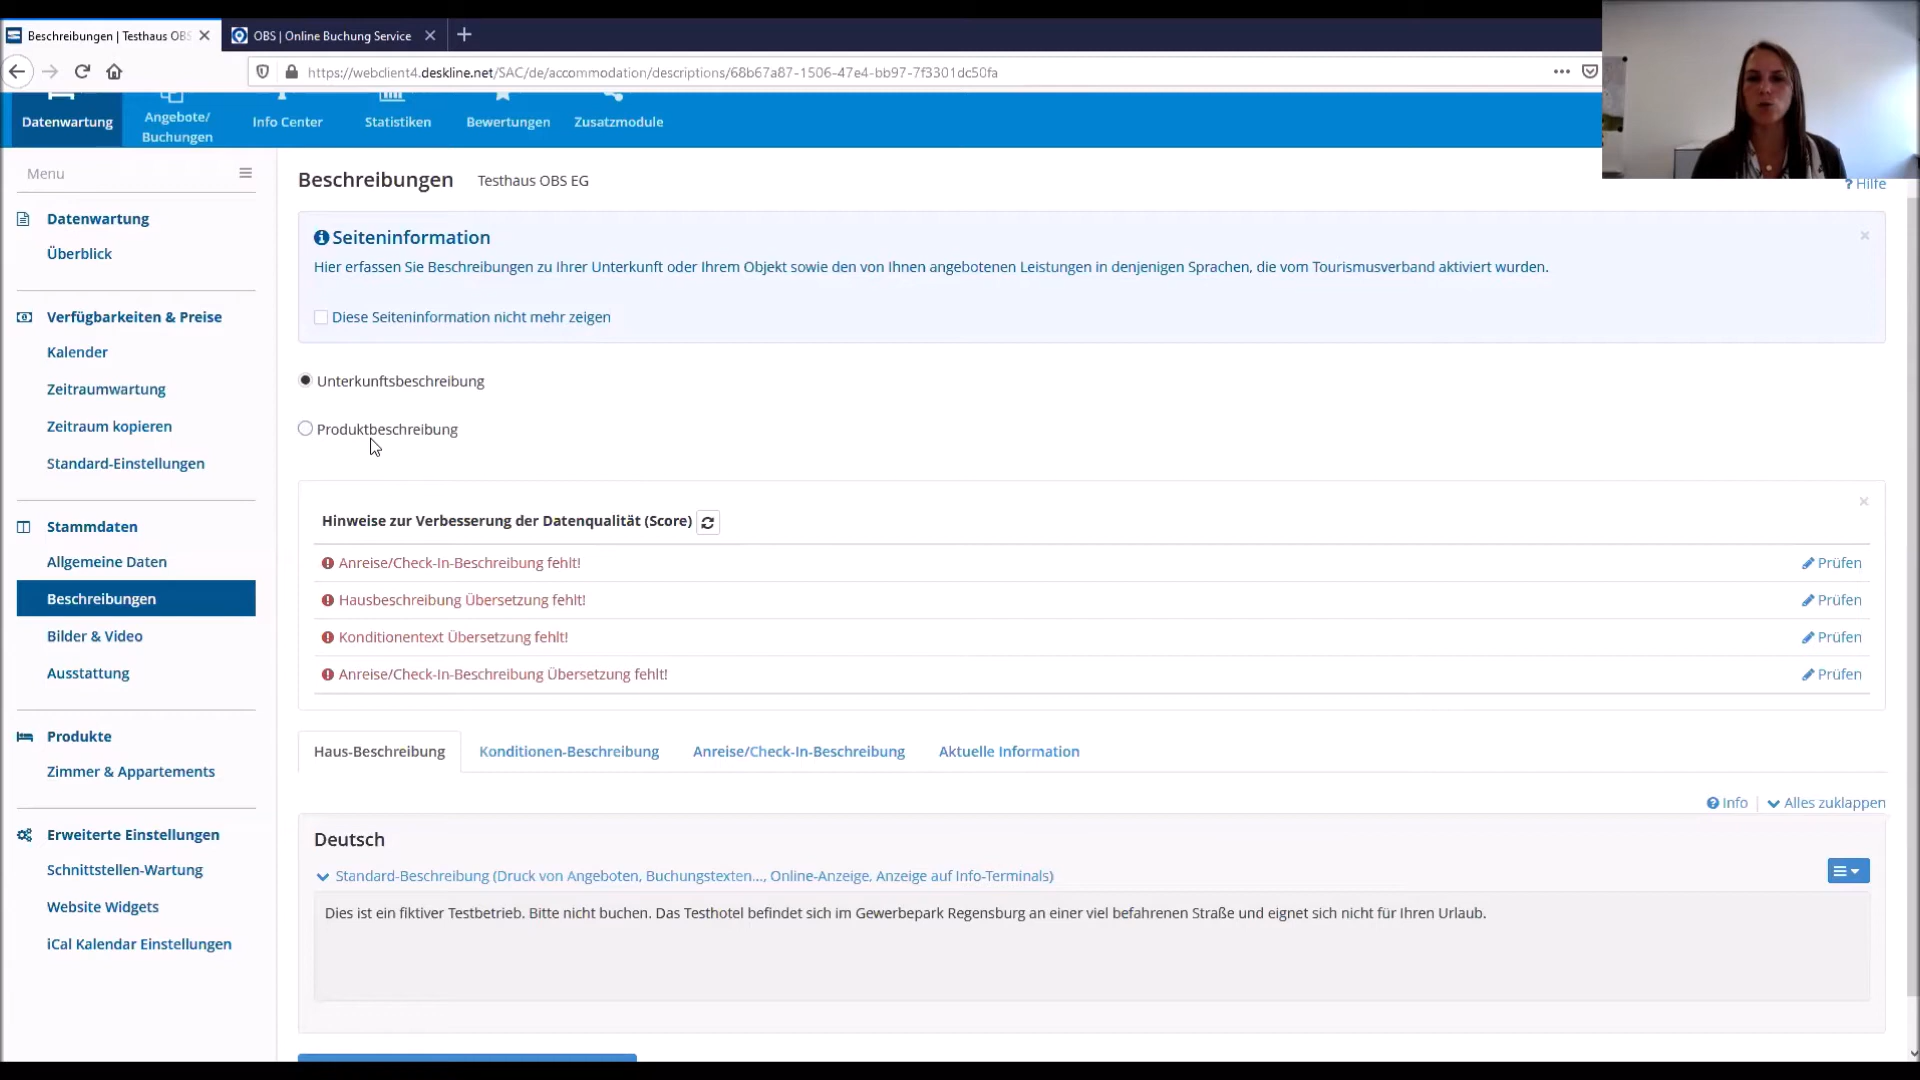 Beschreibungen | Testhaus OBS
OBS | Online Buchung Service
https://webclient4.deskline.net/SAC/de/accommodation/descriptions/68b67a87-1506-47e4-bb97-7f3301dc50fa
Datenwartung
Angebote/
Buchungen
Info Center
Statistiken
Bewertungen
Zusatzmodule
Menu
Datenwartung
Überblick
Verfügbarkeiten & Preise
Kalender
Zeitraumwartung
Zeitraum kopieren
Standard-Einstellungen
Stammdaten
Allgemeine Daten
Beschreibungen
Bilder & Video
Ausstattung
Produkte
Zimmer & Appartements
Erweiterte Einstellungen
Schnittstellen-Wartung
Website Widgets
iCal Kalendar Einstellungen
Beschreibungen Testhaus OBS EG
? Hilfe
Seiteninformation
Hier erfassen Sie Beschreibungen zu Ihrer Unterkunft oder Ihrem Objekt sowie den von Ihnen angebotenen Leistungen in denjenigen Sprachen, die vom Tourismusverband aktiviert wurden.
Diese Seiteninformation nicht mehr zeigen
Unterkunftsbeschreibung
Produktbeschreibung
Hinweise zur Verbesserung der Datenqualität (Score)
Anreise/Check-In-Beschreibung fehlt! Prüfen
Hausbeschreibung Übersetzung fehlt! Prüfen
Konditionentext Übersetzung fehlt! Prüfen
Anreise/Check-In-Beschreibung Übersetzung fehlt! Prüfen
Haus-Beschreibung Konditionen-Beschreibung Anreise/Check-In-Beschreibung Aktuelle Information
Info | Alles zuklappen
Deutsch
Standard-Beschreibung (Druck von Angeboten, Buchungstexten..., Online-Anzeige, Anzeige auf Info-Terminals)
Dies ist ein fiktiver Testbetrieb. Bitte nicht buchen. Das Testhotel befindet sich im Gewerbepark Regensburg an einer viel befahrenen Straße und eignet sich nicht für Ihren Urlaub.